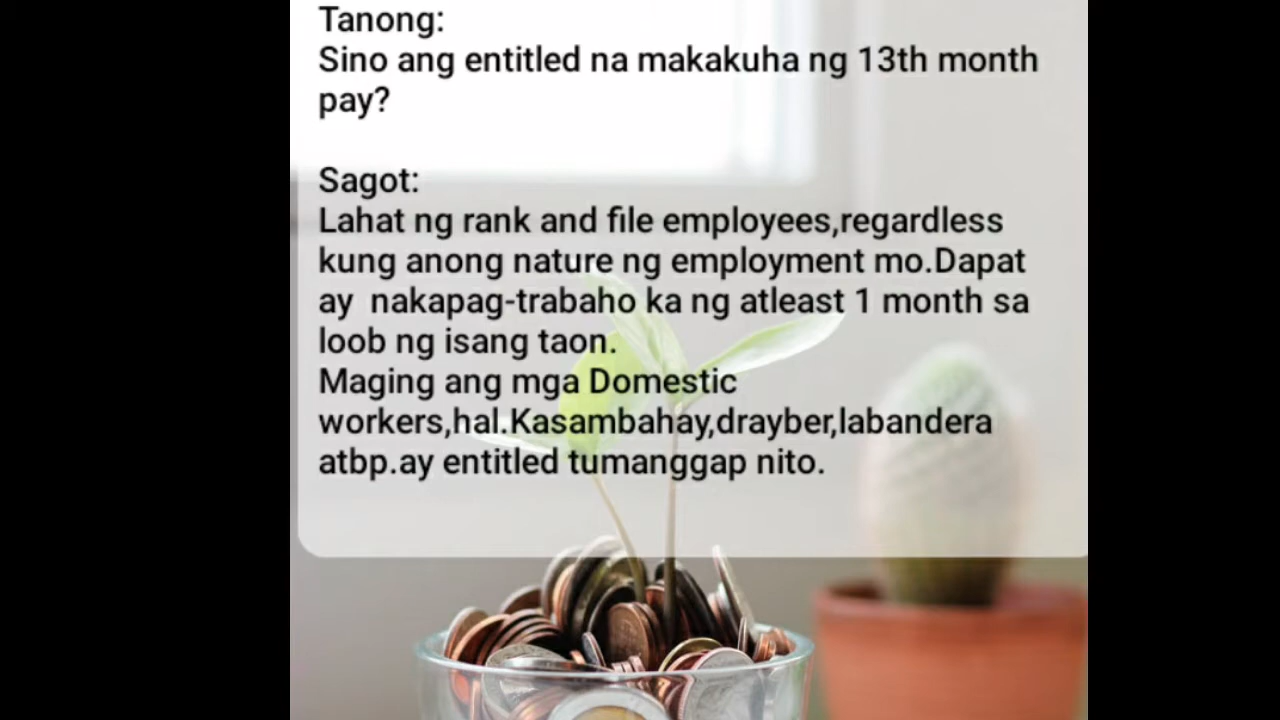 Tanong:
Sino ang entitled na makakuha ng 13th month
pay?
Sagot:
Lahat ng rank and file employees,regardless
kung anong nature ng employment mo.Dapat
ay  nakapag-trabaho ka ng atleast 1 month sa
loob ng isang taon.
Maging ang mga Domestic
workers,hal.Kasambahay,drayber,labandera
atbp.ay entitled tumanggap nito.